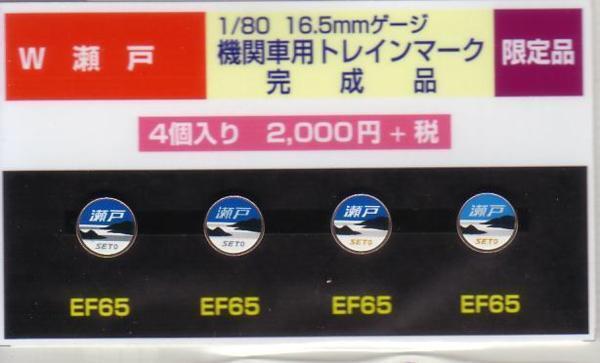 W 瀬戸
1/80 16.5mmゲージ
機関車用トレインマーク
完成品
限定品
4個入り 2,000円+税
瀬戸 瀬戸 瀬戸 瀬戸
SETO SETO SETO SETO
EF65 EF65 EF65 EF65